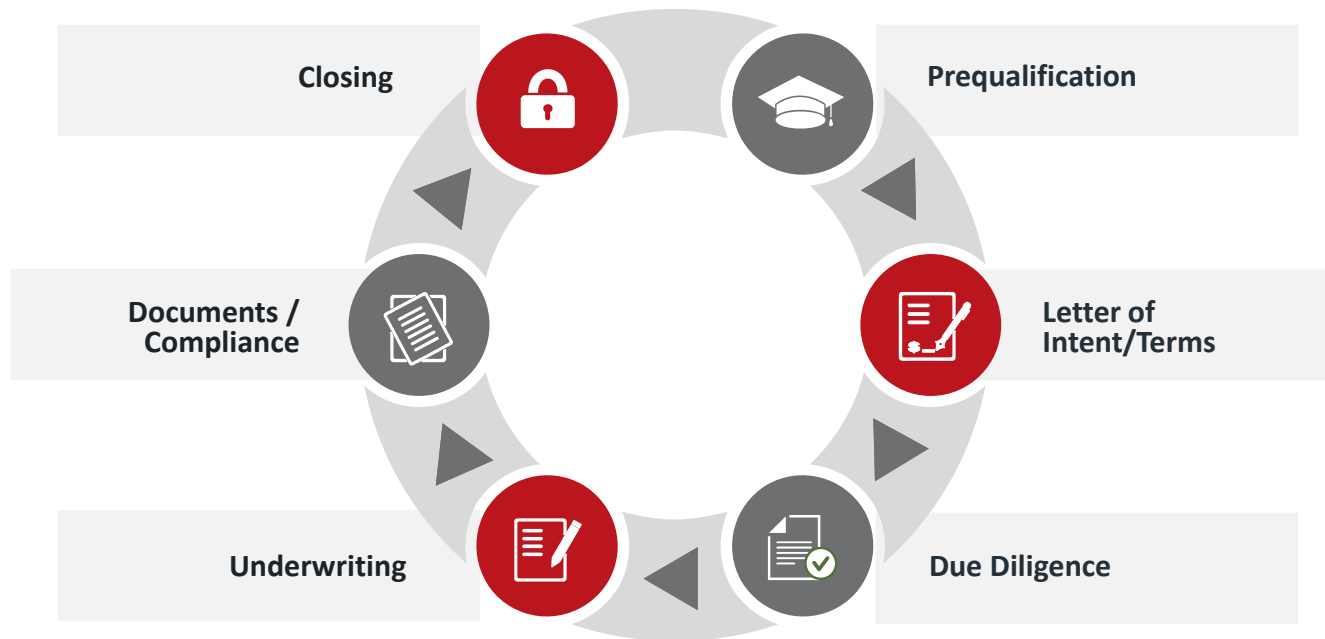 Closing
Prequalification
Documents /
Compliance
Letter of
Intent/Terms
$
Underwriting
Due Diligence